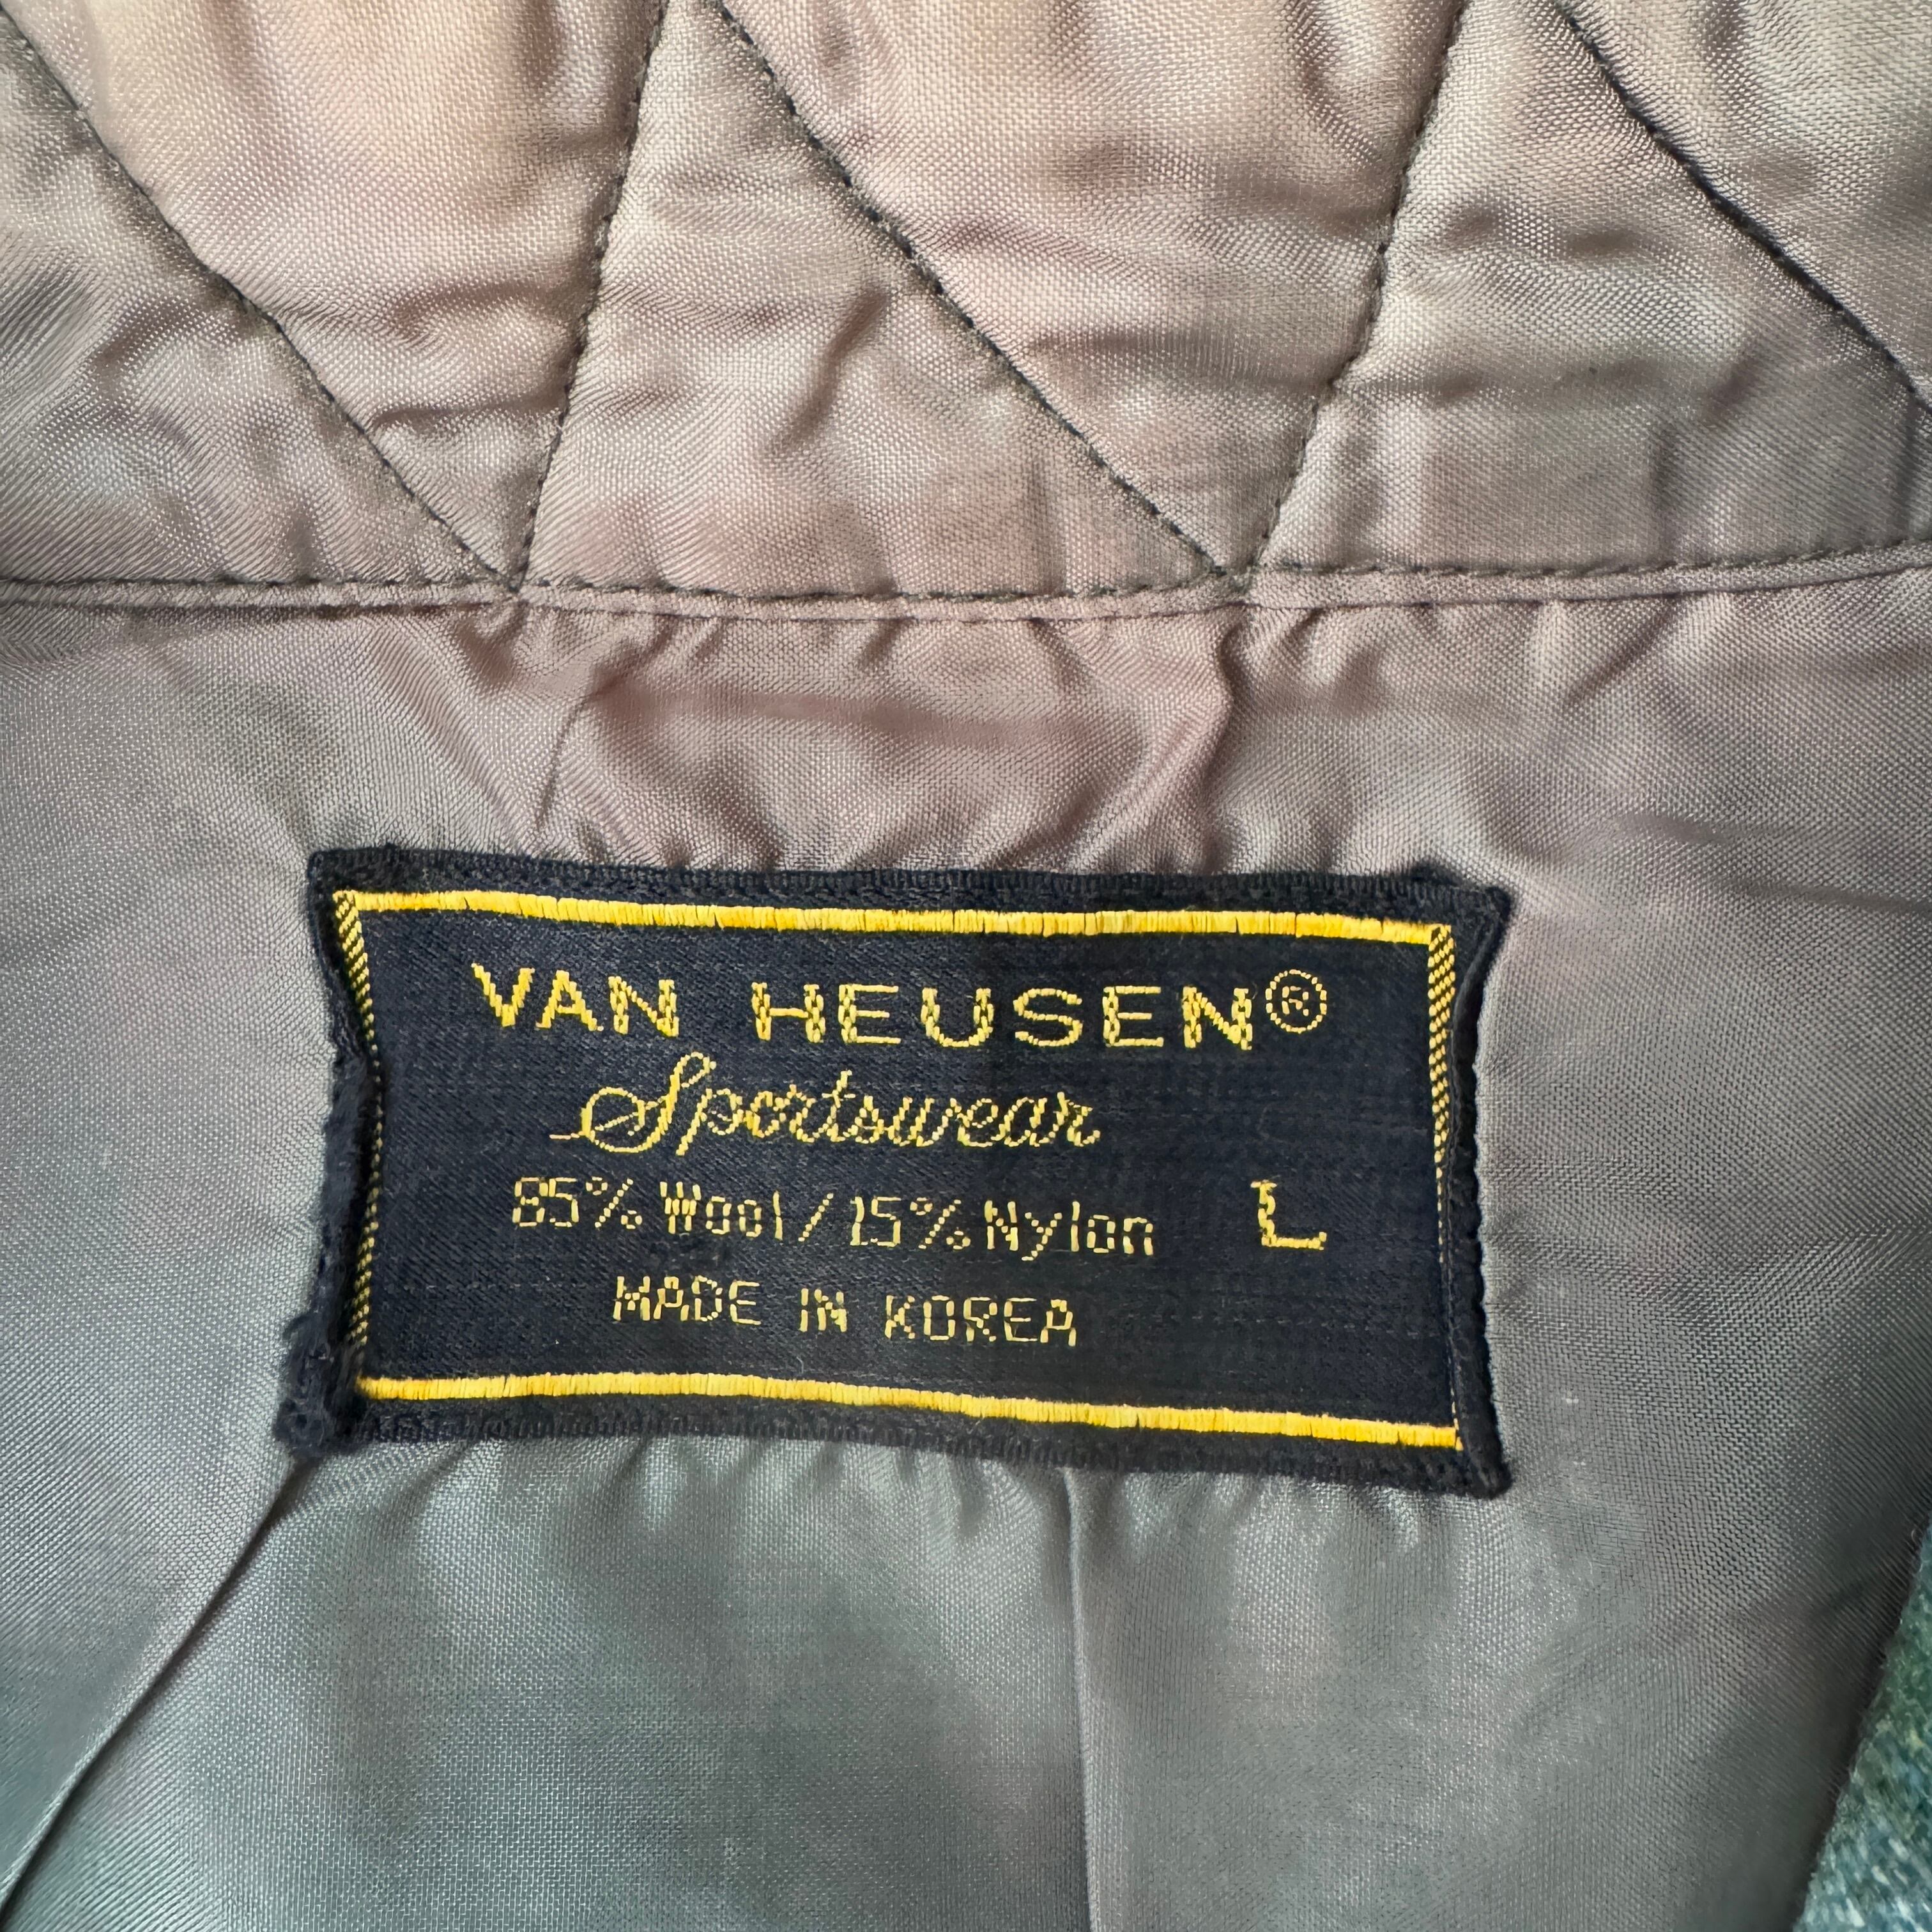 VAN HEUSEN®
Sportswear
85% Wool/15% Nylon L
MADE IN KOREA